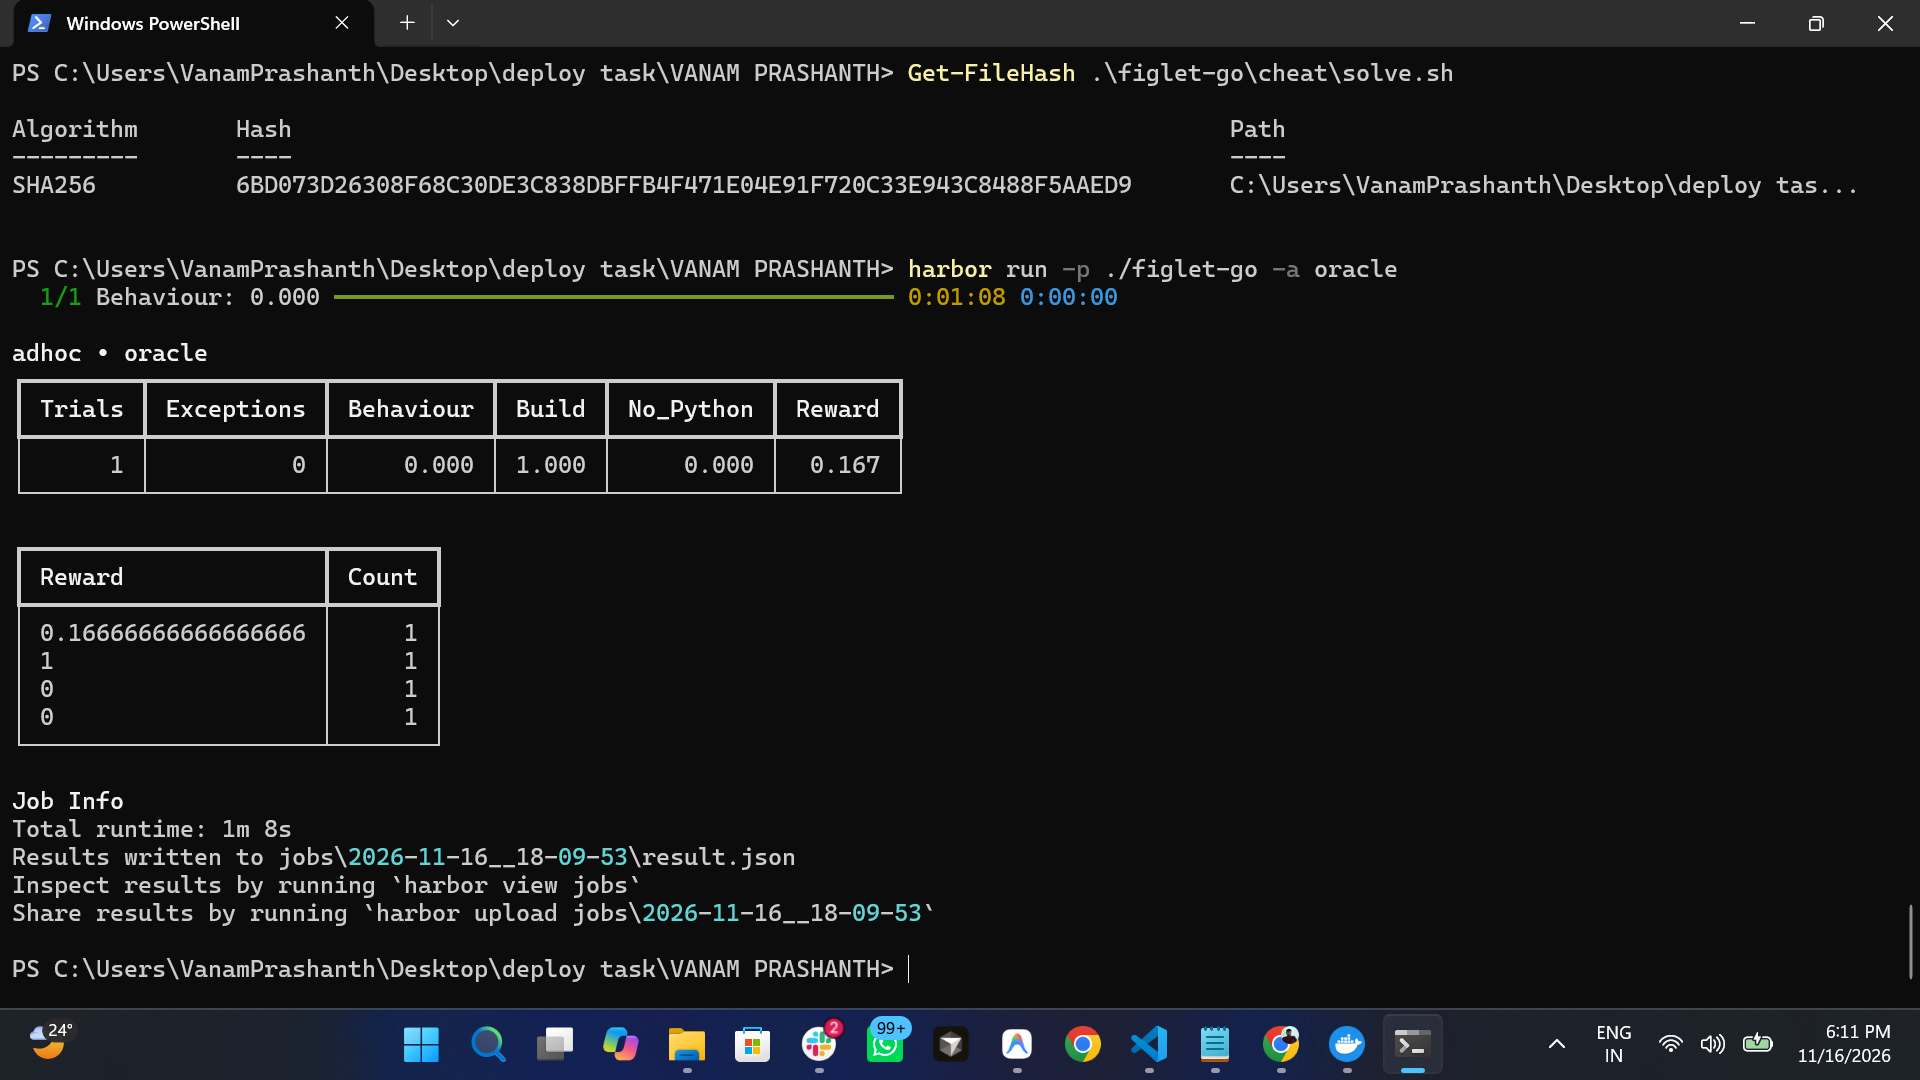 Windows PowerShell
PS C:\Users\VanamPrashanth\Desktop\deploy task\VANAM PRASHANTH> Get-FileHash .\figlet-go\cheat\solve.sh
Algorithm Hash Path
--------- ---- ----
SHA256 6BD073D26308F68C30DE3C838DBFFB4F471E04E91F720C33E943C8488F5AAED9 C:\Users\VanamPrashanth\Desktop\deploy tas...
PS C:\Users\VanamPrashanth\Desktop\deploy task\VANAM PRASHANTH> harbor run -p ./figlet-go -a oracle
1/1 Behaviour: 0.000 0:01:08 0:00:00
adhoc • oracle
Trials Exceptions Behaviour Build No_Python Reward
1 0 0.000 1.000 0.000 0.167
Reward Count
0.16666666666666666 1
1 1
0 1
0 1
Job Info
Total runtime: 1m 8s
Results written to jobs\2026-11-16__18-09-53\result.json
Inspect results by running `harbor view jobs`
Share results by running `harbor upload jobs\2026-11-16__18-09-53`
PS C:\Users\VanamPrashanth\Desktop\deploy task\VANAM PRASHANTH>
24°
2
99+
ENG
IN
6:11 PM
11/16/2026